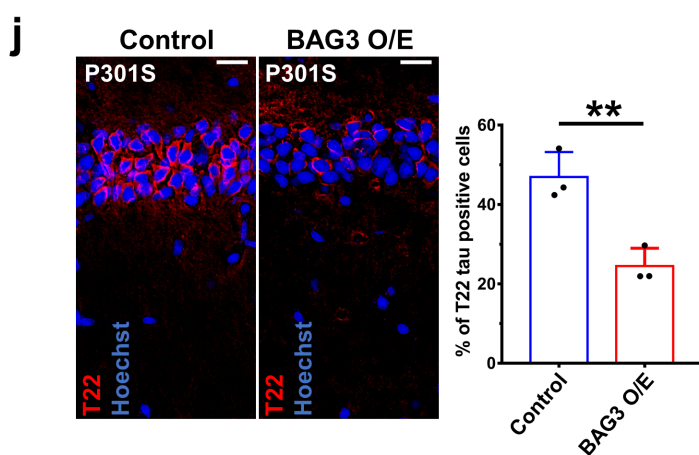 j
Control
BAG3 O/E
P301S
P301S
T22
Hoechst
T22
Hoechst
**
% of T22 tau positive cells
60
40
20
0
Control
BAG3 O/E